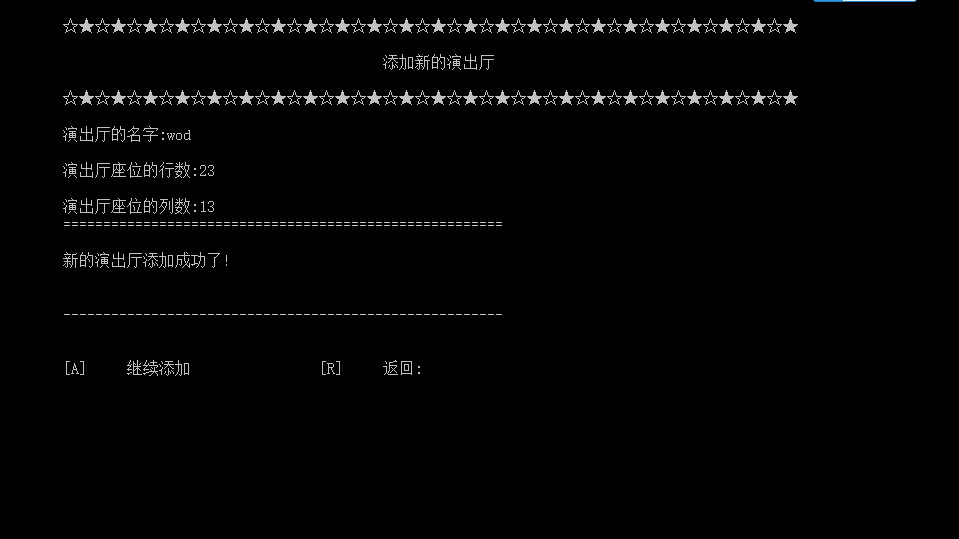 ☆★☆★☆★☆★☆★☆★☆★☆★☆★☆★☆★☆★☆★☆★☆★☆★☆★☆★☆★☆★☆★☆★☆★
添加新的演出厅
☆★☆★☆★☆★☆★☆★☆★☆★☆★☆★☆★☆★☆★☆★☆★☆★☆★☆★☆★☆★☆★☆★☆★
演出厅的名字:wod
演出厅座位的行数:23
演出厅座位的列数:13
=======================================================
新的演出厅添加成功了!
-------------------------------------------------------
[A]     继续添加                [R]     返回: